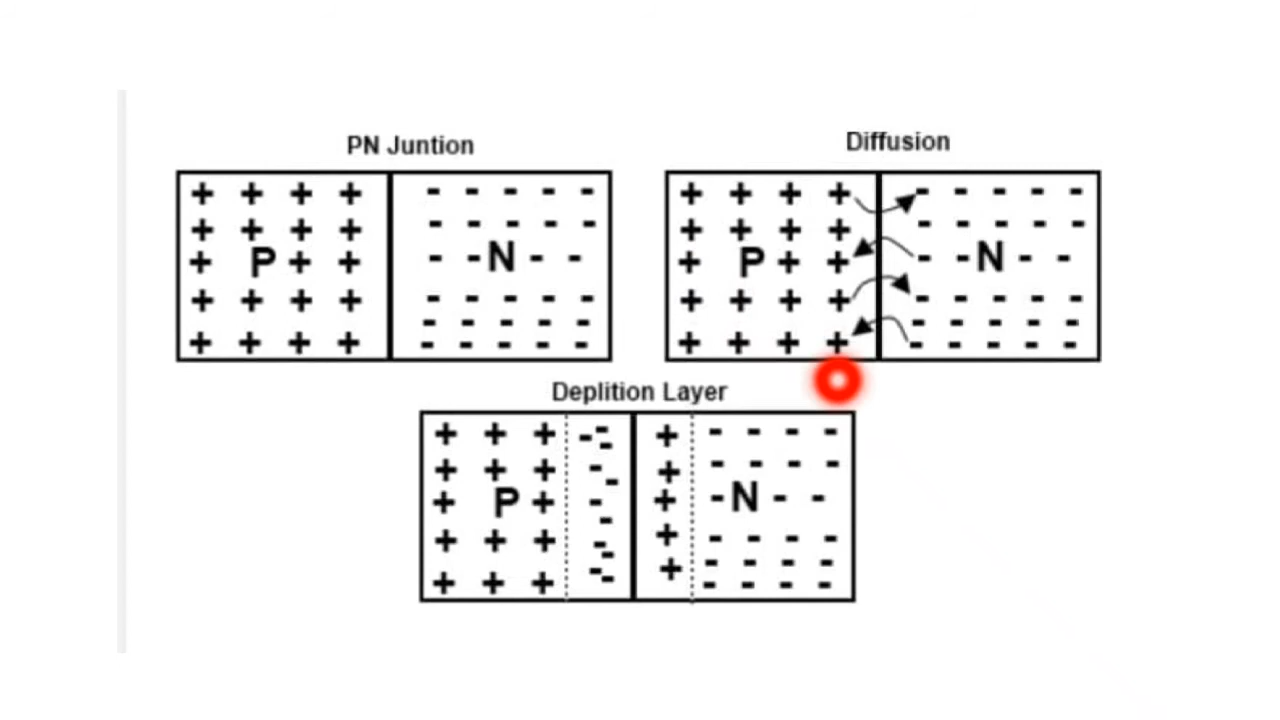 PN Juntion
Diffusion
+ + + + - - - - -
+ + + + - - - - -
+ P + + - - N - -
+ + + + - - - - -
+ + + + - - - - -
- - - - -
+ + + + - - - - -
+ + + + - - - - -
+ P + + - - N - -
+ + + + - - - - -
+ + + + - - - - -
- - - - -
Deplition Layer
+ + + - - - + - - - -
+ + + - - + - - - -
+ P + - - + - N - -
+ + + - - + - - - -
+ + + - - + - - - -
- - - -